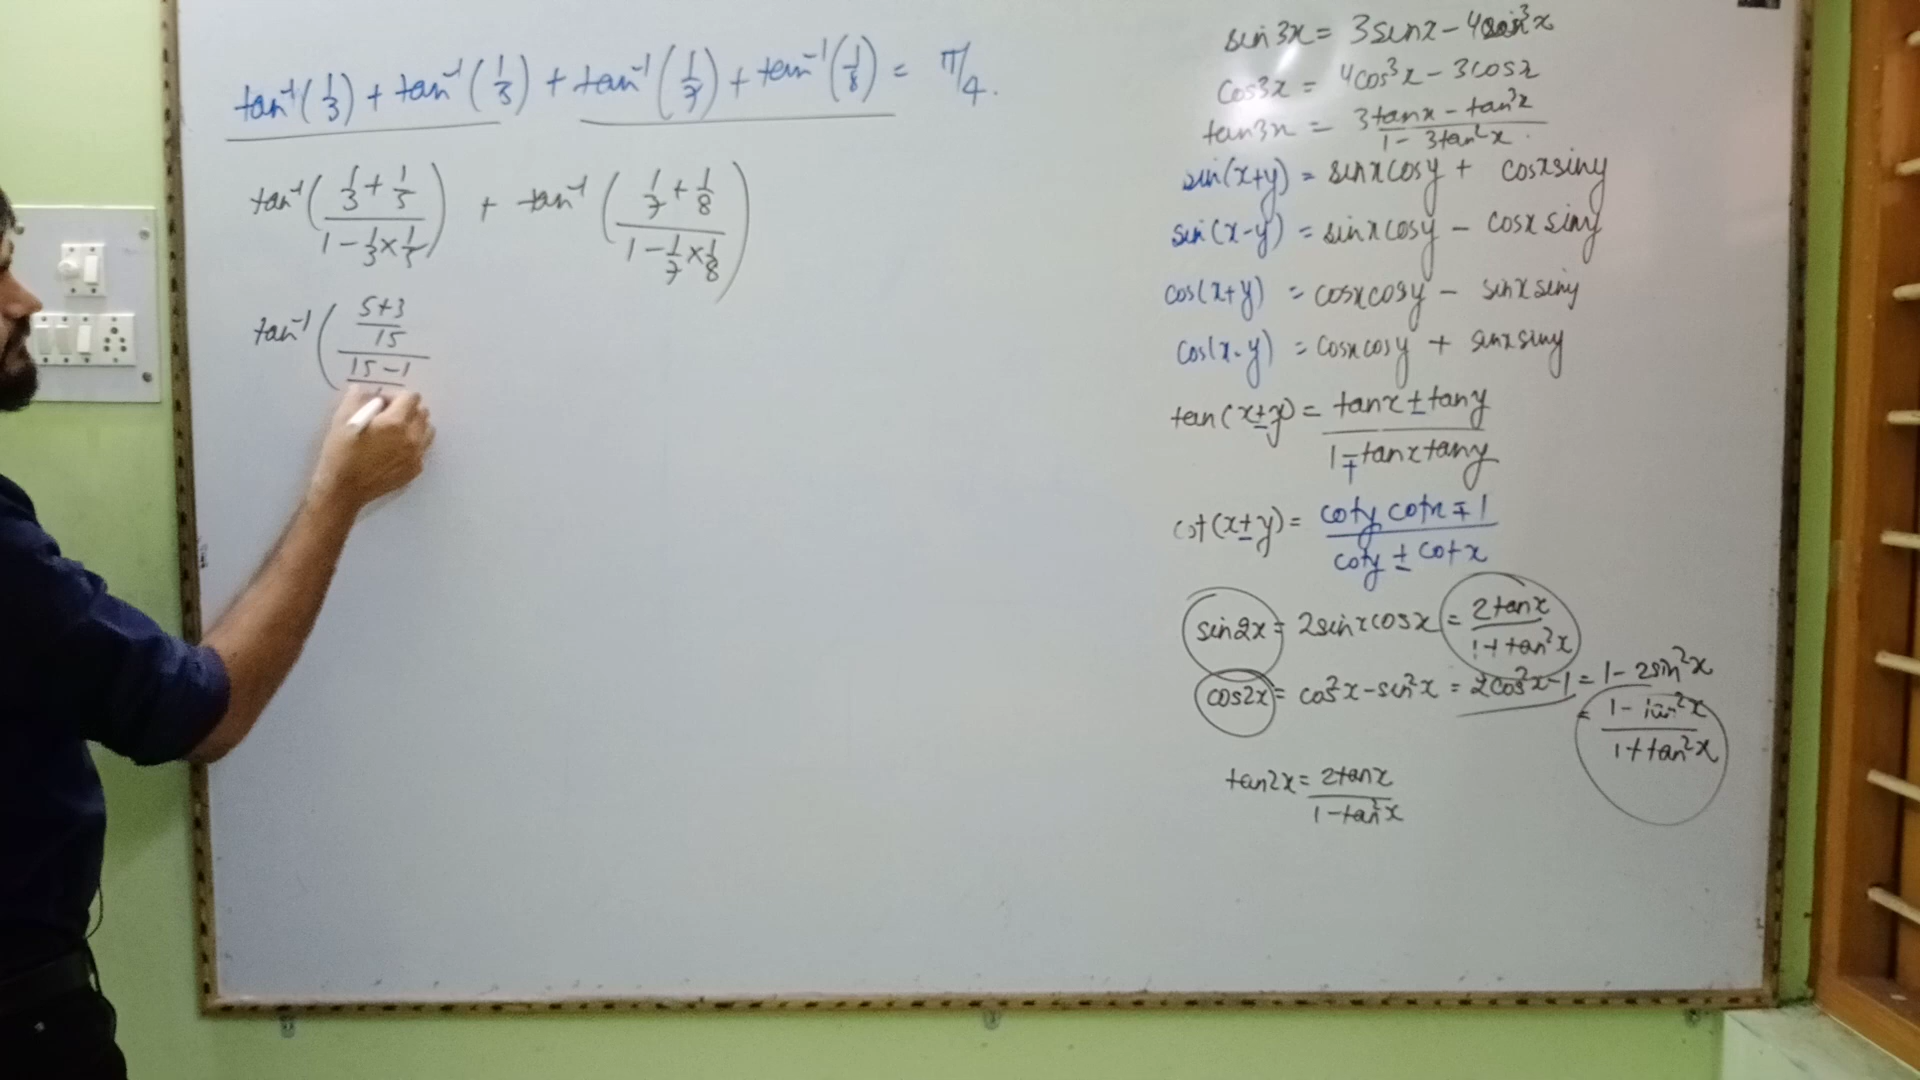 tan⁻¹(1/3) + tan⁻¹(1/5) + tan⁻¹(1/7) + tan⁻¹(1/8) = π/4.
tan⁻¹((1/3 + 1/5)/(1 - 1/3 × 1/5)) + tan⁻¹((1/7 + 1/8)/(1 - 1/7 × 1/8))
tan⁻¹(((5+3)/15)/((15-1)/
sin3x = 3sinx - 4sin³x
cos3x = 4cos³x - 3cosx
tan3x = (3tanx - tan³x)/(1 - 3tan²x)
sin(x+y) = sinxcosy + cosxsiny
sin(x-y) = sinxcosy - cosxsiny
cos(x+y) = cosxcosy - sinxsiny
cos(x-y) = cosxcosy + sinxsiny
tan(x±y) = (tanx ± tany)/(1 ∓ tanxtany)
cot(x±y) = (coty cotx ∓ 1)/(coty ± cotx)
sin2x = 2sinxcosx = 2tanx/(1+tan²x)
cos2x = cos²x - sin²x = 2cos²x-1 = 1-2sin²x
= (1-tan²x)/(1+tan²x)
tan2x = 2tanx/(1-tan²x)